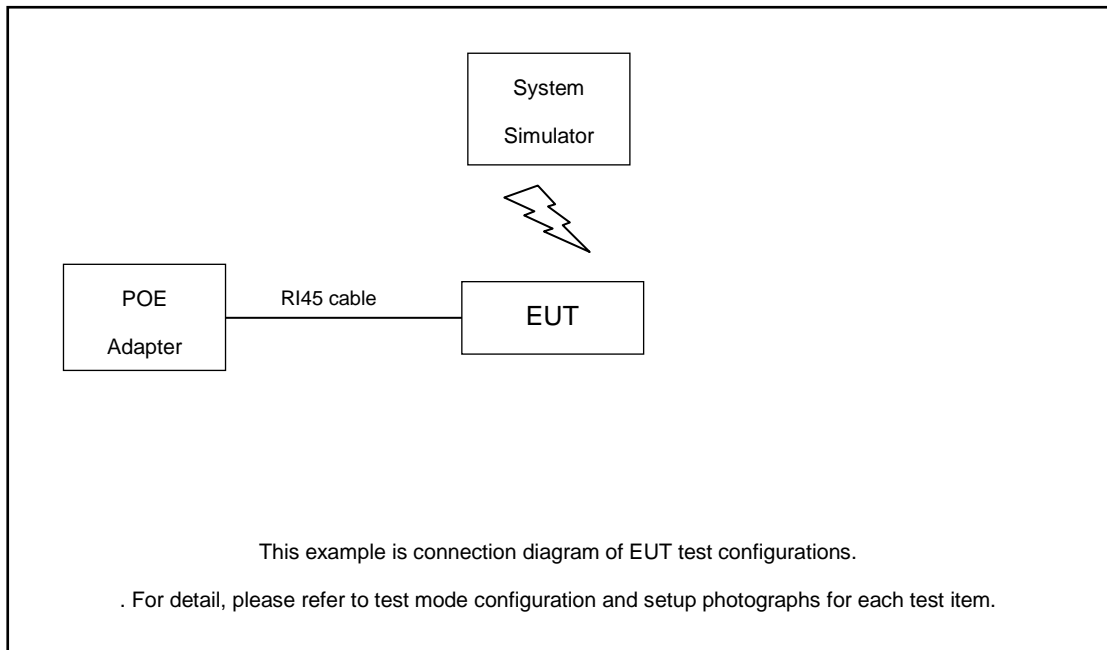 System
Simulator
POE
Adapter
RI45 cable
EUT
This example is connection diagram of EUT test configurations.
. For detail, please refer to test mode configuration and setup photographs for each test item.